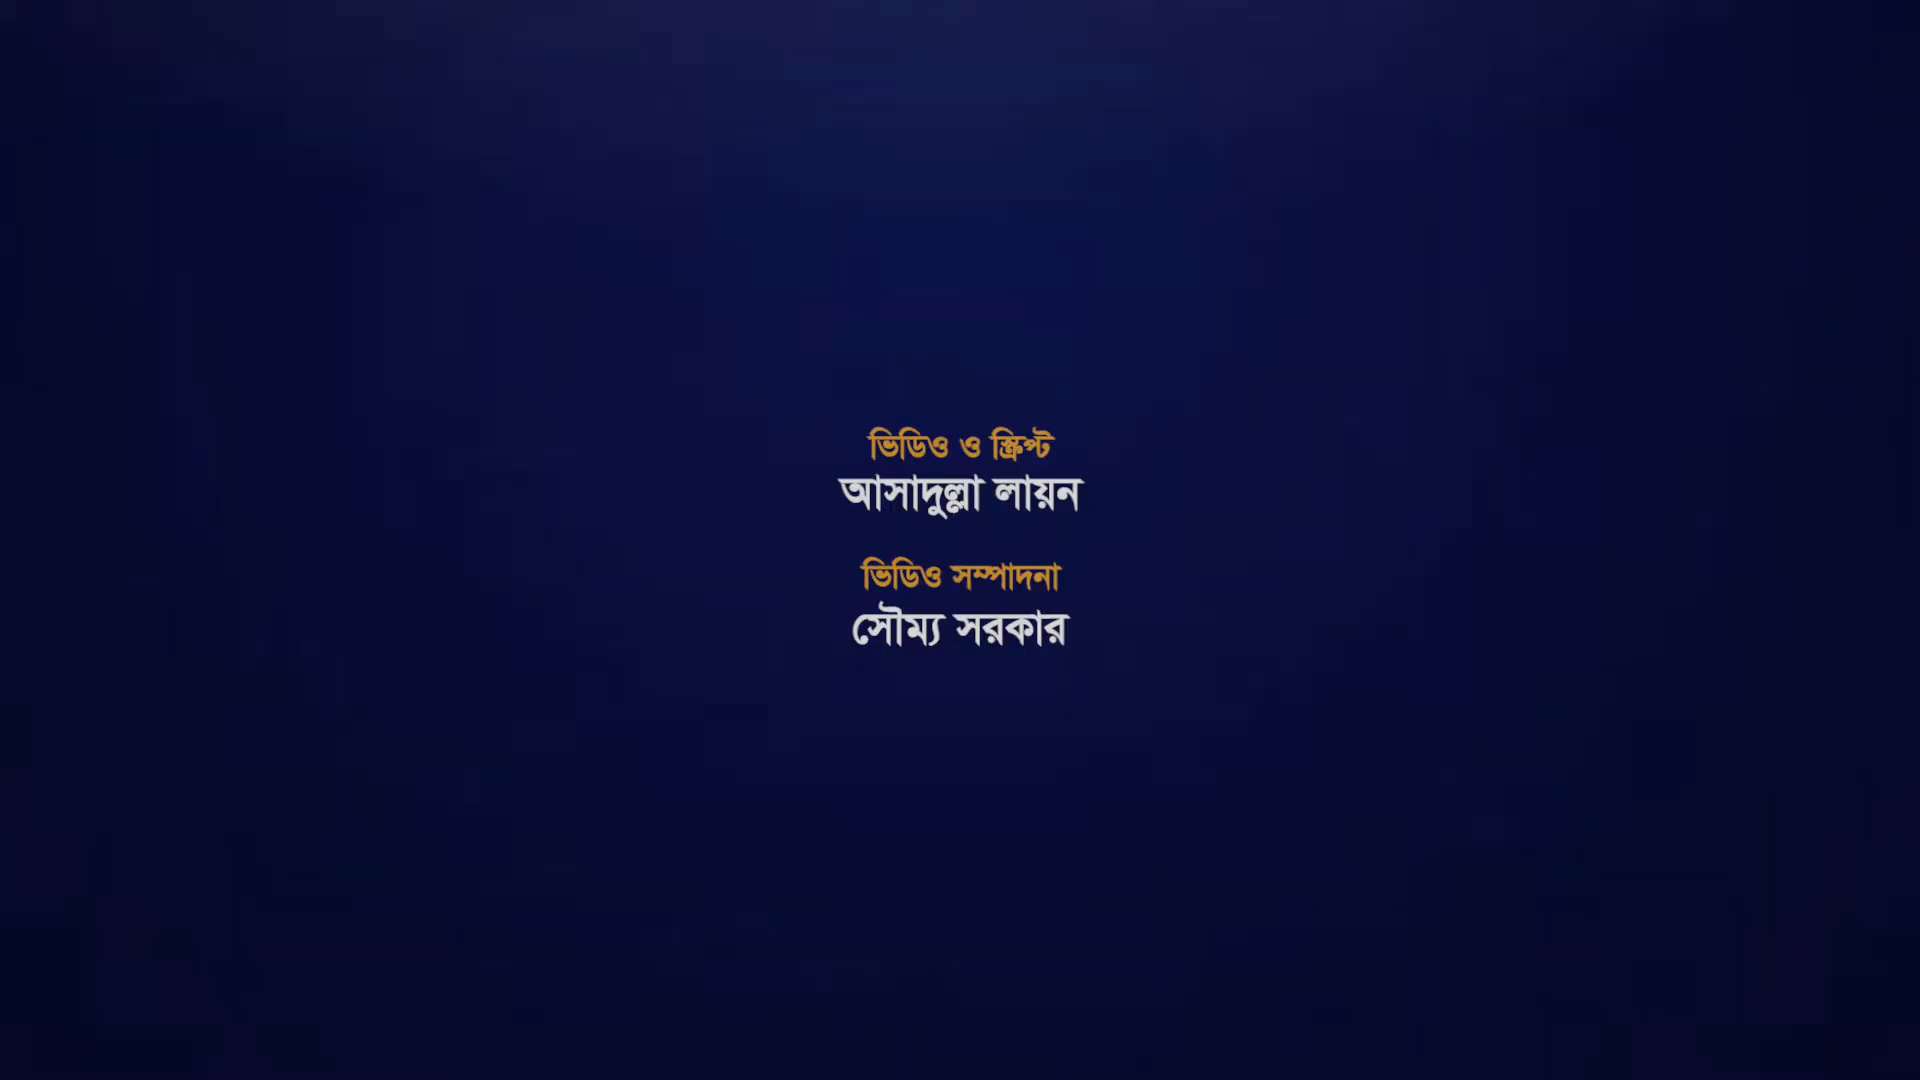 ভিডিও ও স্ক্রিপ্ট
আসাদুল্লা লায়ন
ভিডিও সম্পাদনা
সৌম্য সরকার